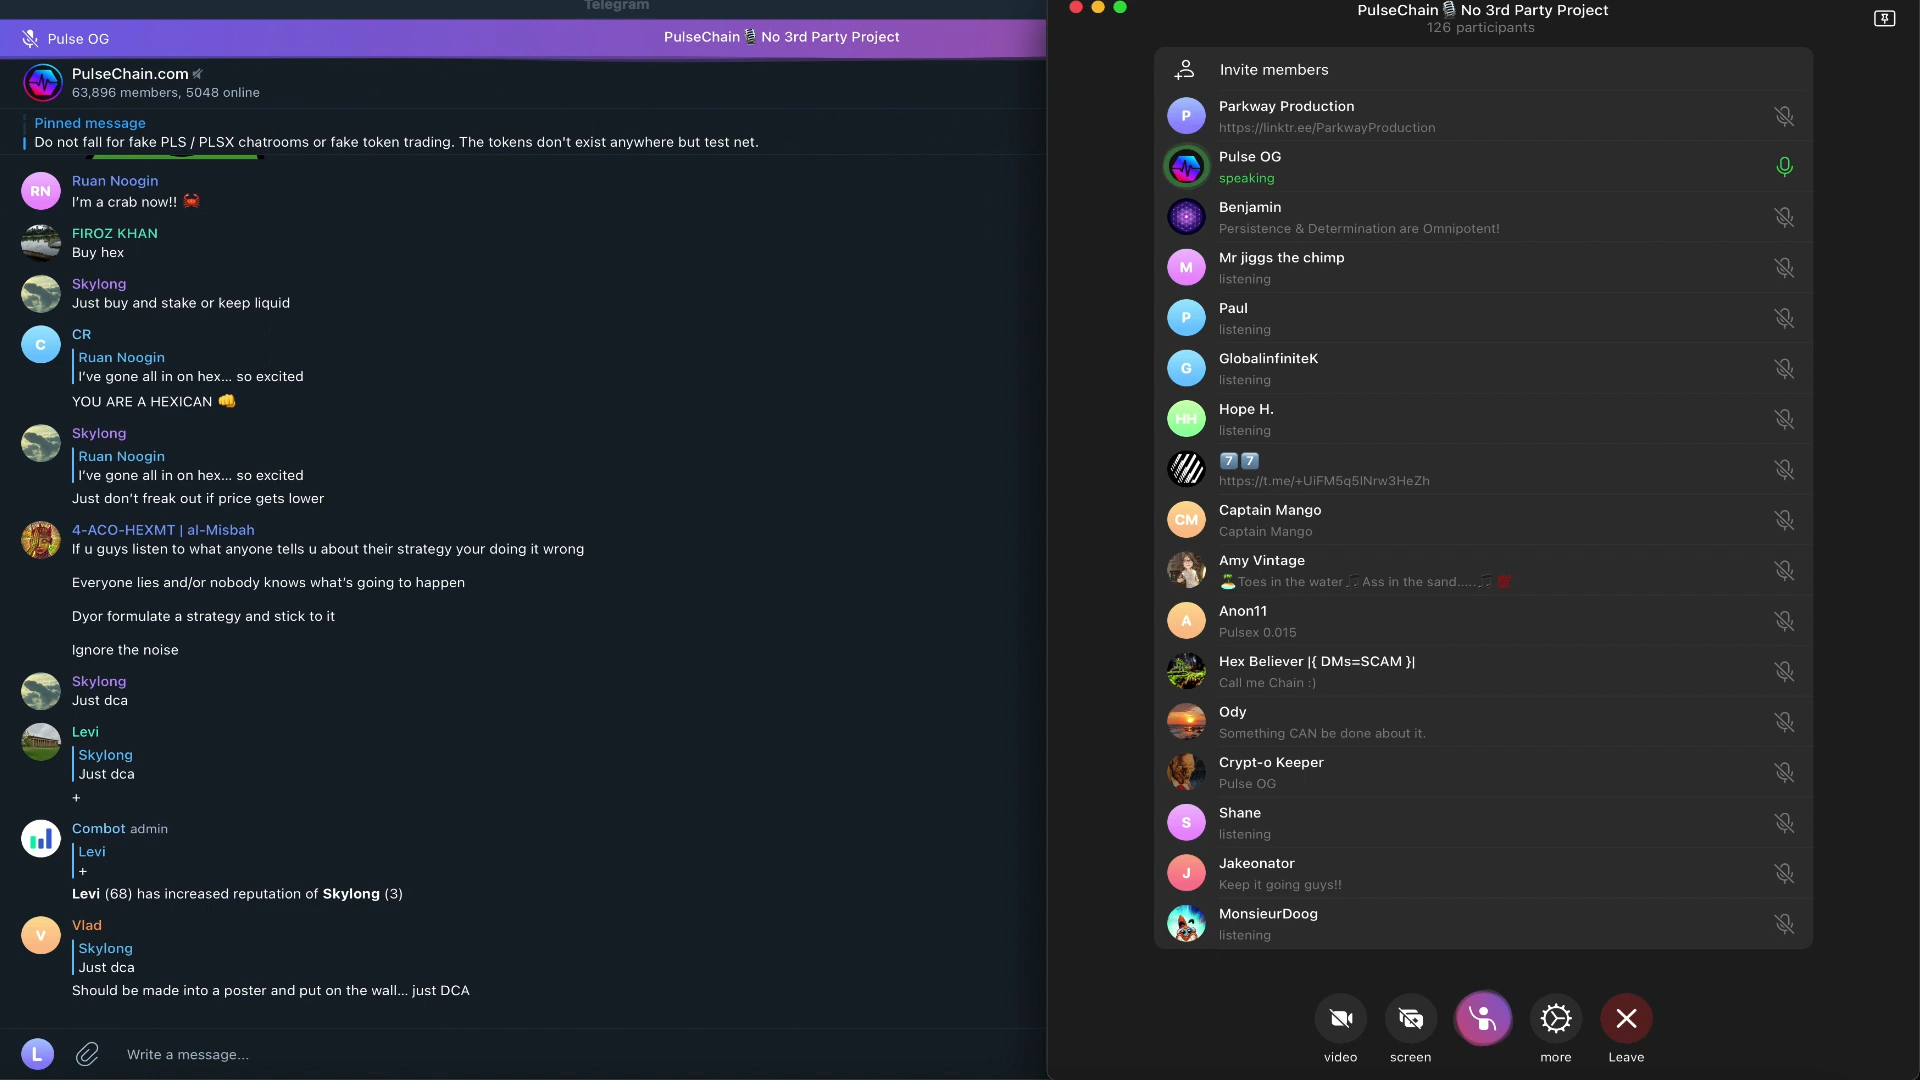 Telegram
Pulse OG
PulseChain🎙️No 3rd Party Project
PulseChain.com
63,896 members, 5048 online
Pinned message
Do not fall for fake PLS / PLSX chatrooms or fake token trading. The tokens don't exist anywhere but test net.
RN
Ruan Noogin
I'm a crab now!! 🦀
FIROZ KHAN
Buy hex
Skylong
Just buy and stake or keep liquid
C
CR
Ruan Noogin
I've gone all in on hex... so excited
YOU ARE A HEXICAN 👊
Skylong
Ruan Noogin
I've gone all in on hex... so excited
Just don't freak out if price gets lower
4-ACO-HEXMT | al-Misbah
If u guys listen to what anyone tells u about their strategy your doing it wrong
Everyone lies and/or nobody knows what's going to happen
Dyor formulate a strategy and stick to it
Ignore the noise
Skylong
Just dca
Levi
Skylong
Just dca
+
Combot admin
Levi
+
Levi (68) has increased reputation of Skylong (3)
V
Vlad
Skylong
Just dca
Should be made into a poster and put on the wall... just DCA
L
Write a message...
PulseChain🎙️No 3rd Party Project
126 participants
Invite members
P
Parkway Production
https://linktr.ee/ParkwayProduction
Pulse OG
speaking
Benjamin
Persistence & Determination are Omnipotent!
M
Mr jiggs the chimp
listening
P
Paul
listening
G
GlobalinfiniteK
listening
HH
Hope H.
listening
7️⃣7️⃣
https://t.me/+UiFM5q5lNrw3HeZh
CM
Captain Mango
Captain Mango
Amy Vintage
🏝️Toes in the water🎵Ass in the sand.....🎵 💯
A
Anon11
Pulsex 0.015
Hex Believer |{ DMs=SCAM }|
Call me Chain :)
Ody
Something CAN be done about it.
Crypt-o Keeper
Pulse OG
S
Shane
listening
J
Jakeonator
Keep it going guys!!
MonsieurDoog
listening
video
screen
more
Leave